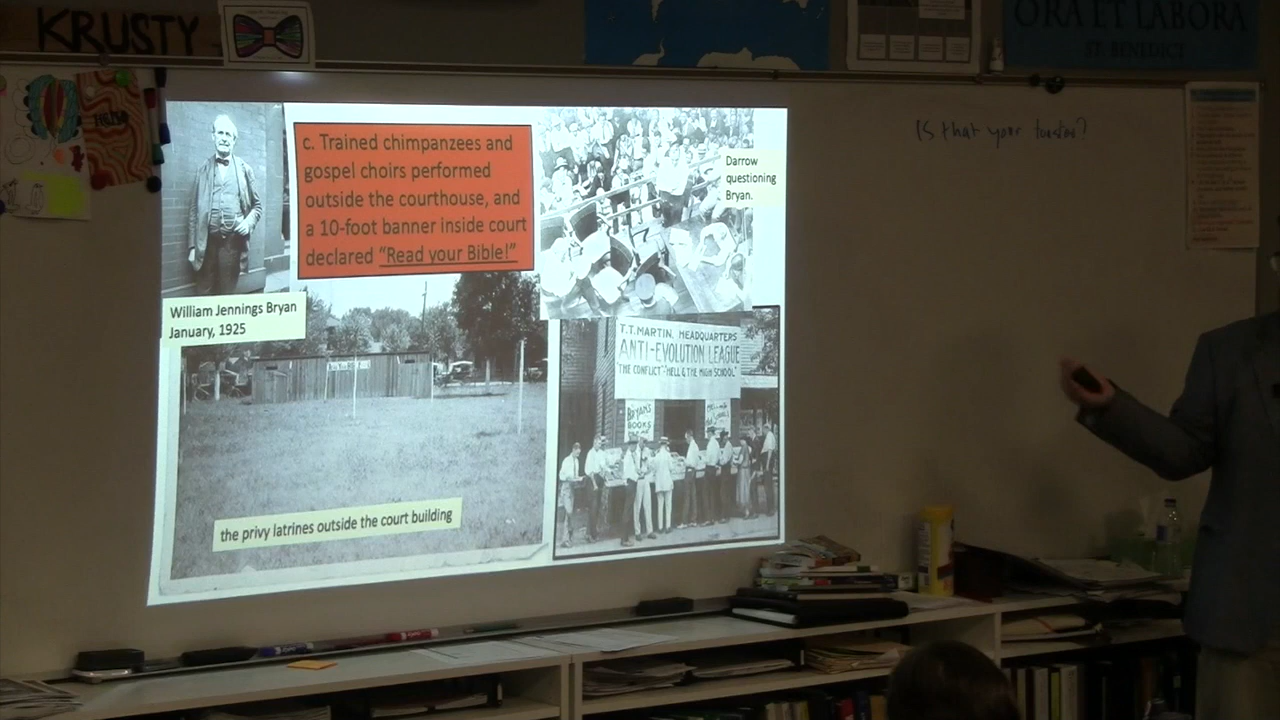 KRUSTY
ORA ET LABORA
ST. BENEDICT
Is that your
c. Trained chimpanzees and
gospel choirs performed
outside the courthouse, and
a 10-foot banner inside court
declared "Read your Bible!"
Darrow
questioning
Bryan.
William Jennings Bryan
January, 1925
T.T. MARTIN, HEADQUARTERS
ANTI-EVOLUTION LEAGUE
"THE CONFLICT"-"HELL & THE HIGH SCHOOL"
BRYAN'S
BOOKS
the privy latrines outside the court building